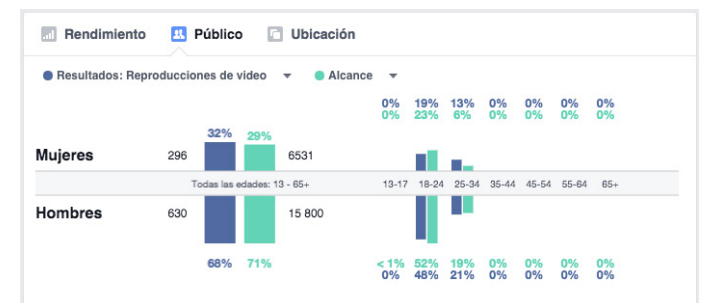 Rendimiento Público Ubicación
Resultados: Reproducciones de video Alcance
0% 19% 13% 0% 0% 0% 0%
0% 23% 6% 0% 0% 0% 0%
32% 29%
Mujeres 296 6531
Todas las edades: 13 - 65+ 13-17 18-24 25-34 35-44 45-54 55-64 65+
Hombres 630 15 800
68% 71% < 1% 52% 19% 0% 0% 0% 0%
0% 48% 21% 0% 0% 0% 0%